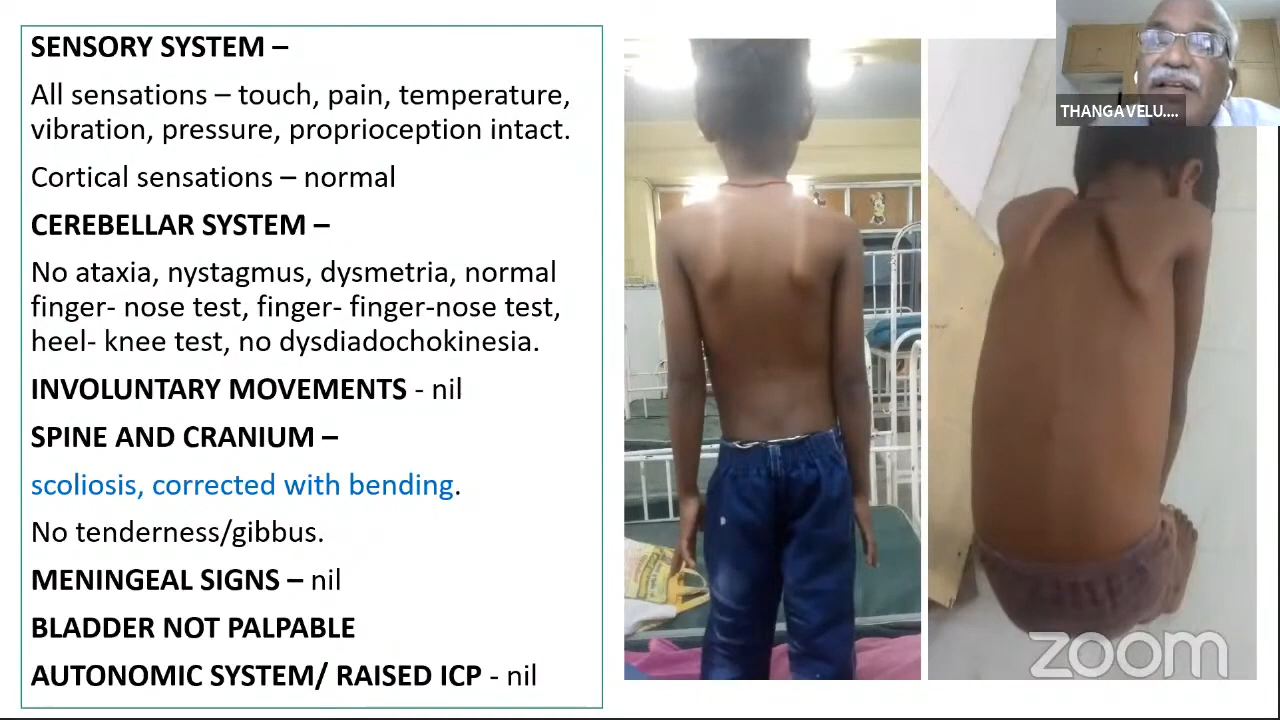 SENSORY SYSTEM –
All sensations – touch, pain, temperature,
vibration, pressure, proprioception intact.
Cortical sensations – normal
CEREBELLAR SYSTEM –
No ataxia, nystagmus, dysmetria, normal
finger- nose test, finger- finger-nose test,
heel- knee test, no dysdiadochokinesia.
INVOLUNTARY MOVEMENTS - nil
SPINE AND CRANIUM –
scoliosis, corrected with bending.
No tenderness/gibbus.
MENINGEAL SIGNS – nil
BLADDER NOT PALPABLE
AUTONOMIC SYSTEM/ RAISED ICP - nil
THANGAVELU....
zoom